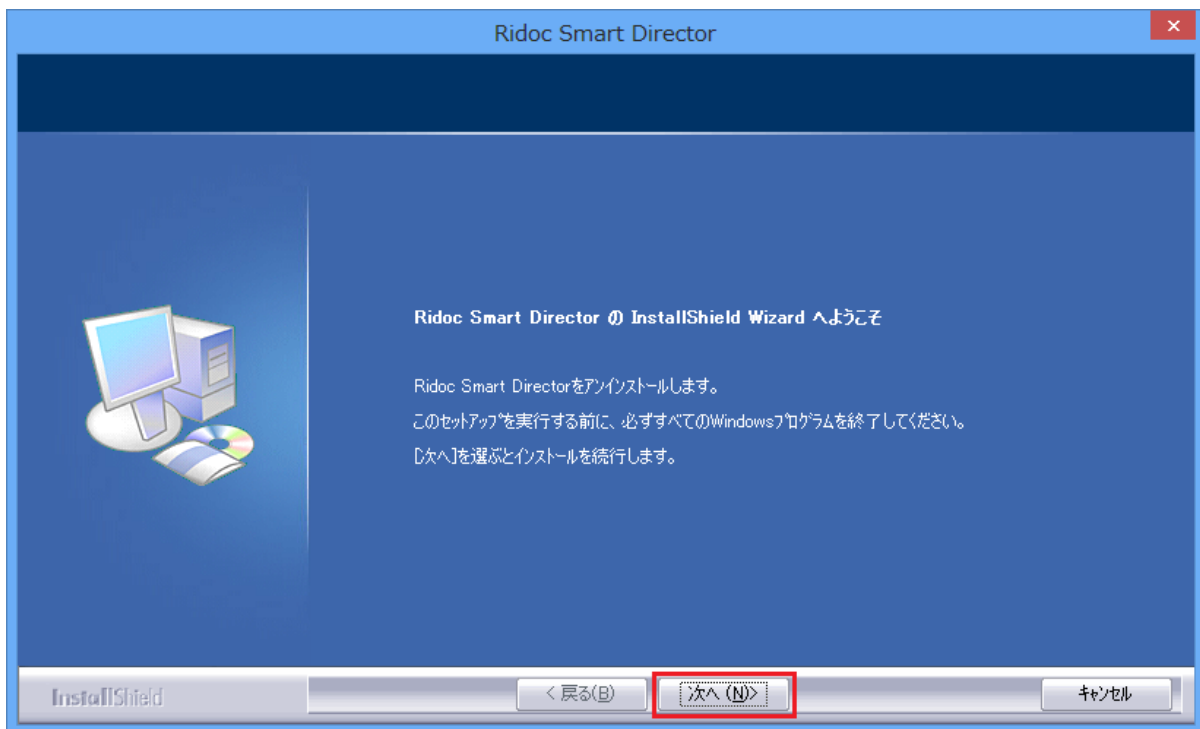 Ridoc Smart Director
Ridoc Smart Director の InstallShield Wizard へようこそ
Ridoc Smart Directorをアンインストールします。
このセットアップを実行する前に、必ずすべてのWindowsプログラムを終了してください。
[次へ]を選ぶとインストールを続行します。
InstallShield
< 戻る(B)
次へ (N)>
キャンセル